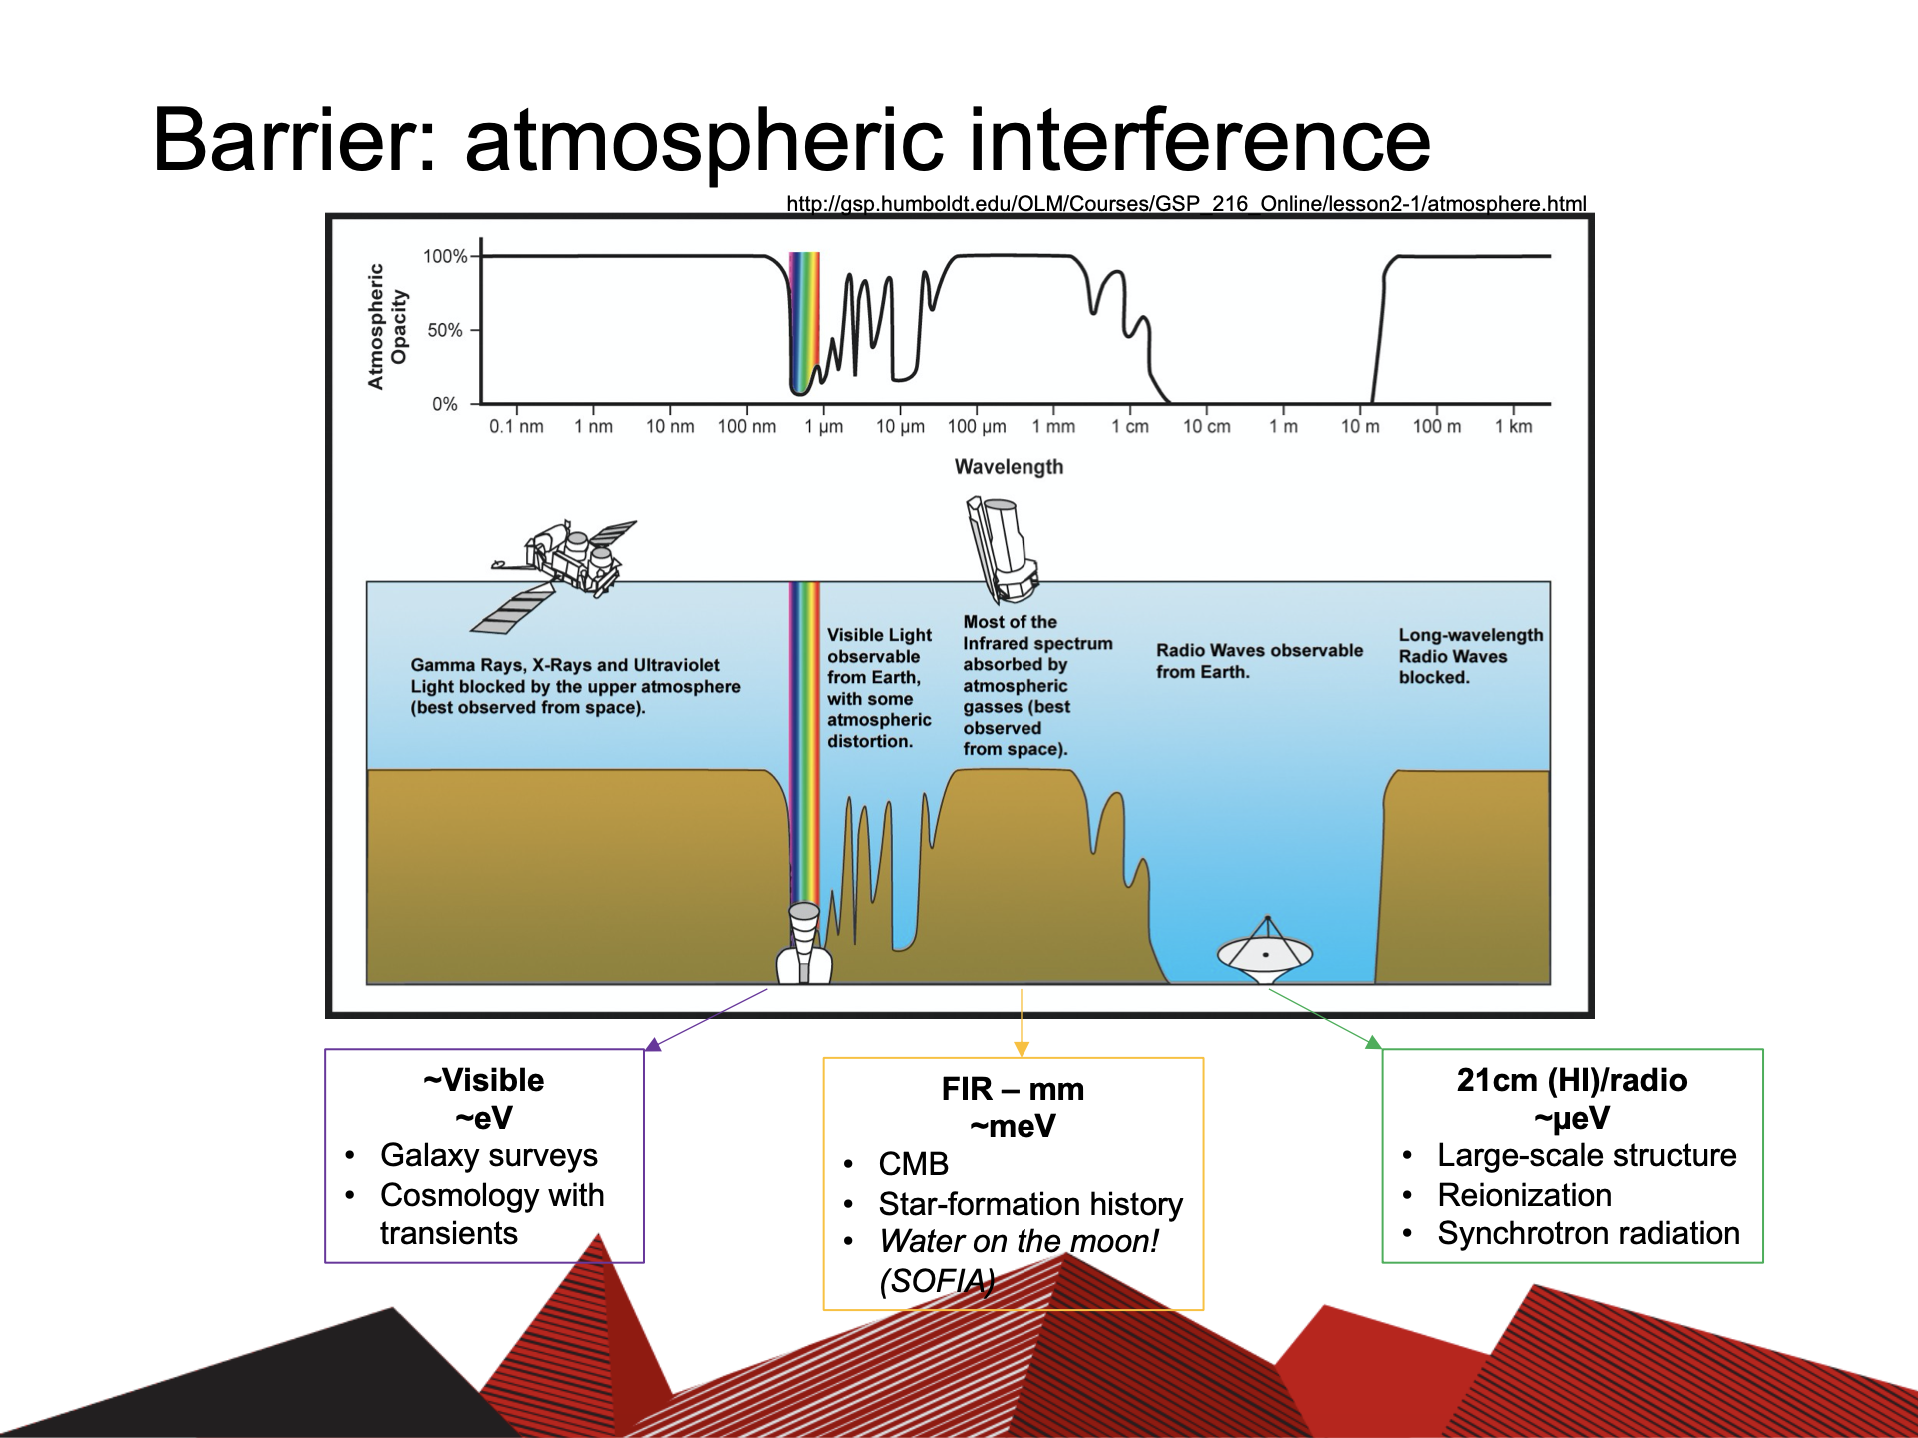 Barrier: atmospheric interference
http://gsp.humboldt.edu/OLM/Courses/GSP_216_Online/lesson2-1/atmosphere.html
Atmospheric
Opacity
100%
50%
0%
0.1 nm 1 nm 10 nm 100 nm 1 µm 10 µm 100 µm 1 mm 1 cm 10 cm 1 m 10 m 100 m 1 km
Wavelength
Gamma Rays, X-Rays and Ultraviolet
Light blocked by the upper atmosphere
(best observed from space).
Visible Light
observable
from Earth,
with some
atmospheric
distortion.
Most of the
Infrared spectrum
absorbed by
atmospheric
gasses (best
observed
from space).
Radio Waves observable
from Earth.
Long-wavelength
Radio Waves
blocked.
~Visible
~eV
• Galaxy surveys
• Cosmology with
transients
FIR – mm
~meV
• CMB
• Star-formation history
• Water on the moon!
(SOFIA)
21cm (HI)/radio
~µeV
• Large-scale structure
• Reionization
• Synchrotron radiation